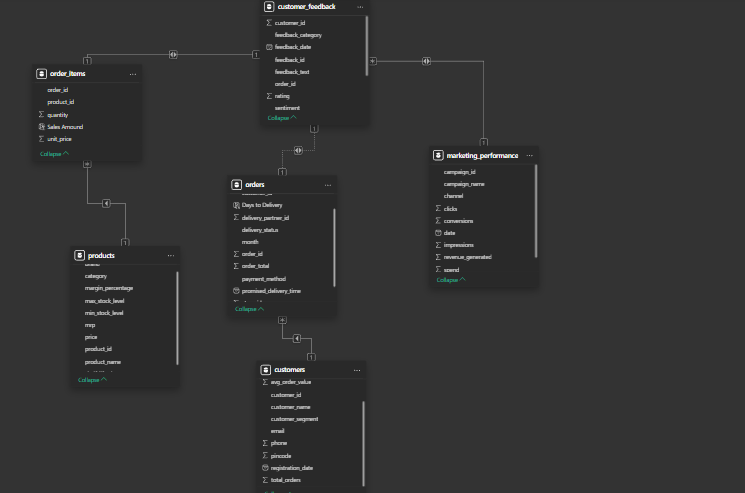 customer_feedback
customer_id
feedback_category
feedback_date
feedback_id
feedback_text
order_id
rating
sentiment
Collapse
order_items
order_id
product_id
quantity
Sales Amound
unit_price
Collapse
marketing_performance
campaign_id
campaign_name
channel
clicks
conversions
date
impressions
revenue_generated
spend
Collapse
orders
Days to Delivery
delivery_partner_id
delivery_status
month
order_id
order_total
payment_method
promised_delivery_time
Collapse
products
category
margin_percentage
max_stock_level
min_stock_level
mrp
price
product_id
product_name
Collapse
customers
avg_order_value
customer_id
customer_name
customer_segment
email
phone
pincode
registration_date
total_orders